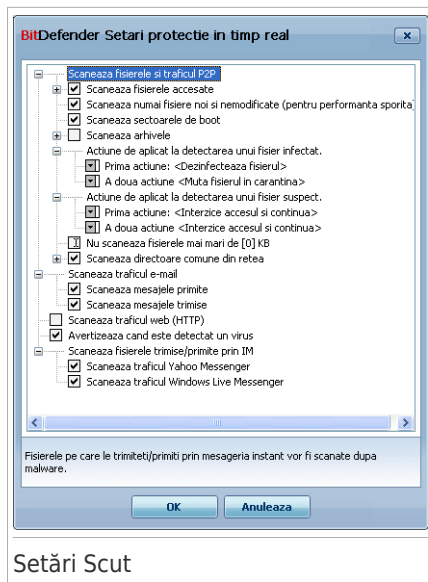 BitDefender Setari protectie in timp real
Scaneaza fisierele si traficul P2P
Scaneaza fisierele accesate
Scaneaza numai fisiere noi si nemodificate (pentru performanta sporita)
Scaneaza sectoarele de boot
Scaneaza arhivele
Actiune de aplicat la detectarea unui fisier infectat.
Prima actiune: <Dezinfecteaza fisierul>
A doua actiune <Muta fisierul in carantina>
Actiune de aplicat la detectarea unui fisier suspect.
Prima actiune: <Interzice accesul si continua>
A doua actiune <Interzice accesul si continua>
Nu scaneaza fisierele mai mari de [0] KB
Scaneaza directoare comune din retea
Scaneaza traficul e-mail
Scaneaza mesajele primite
Scaneaza mesajele trimise
Scaneaza traficul web (HTTP)
Avertizeaza cand este detectat un virus
Scaneaza fisierele trimise/primite prin IM
Scaneaza traficul Yahoo Messenger
Scaneaza traficul Windows Live Messenger
Fisierele pe care le trimiteti/primiti prin mesageria instant vor fi scanate dupa
malware.
OK Anuleaza
Setări Scut